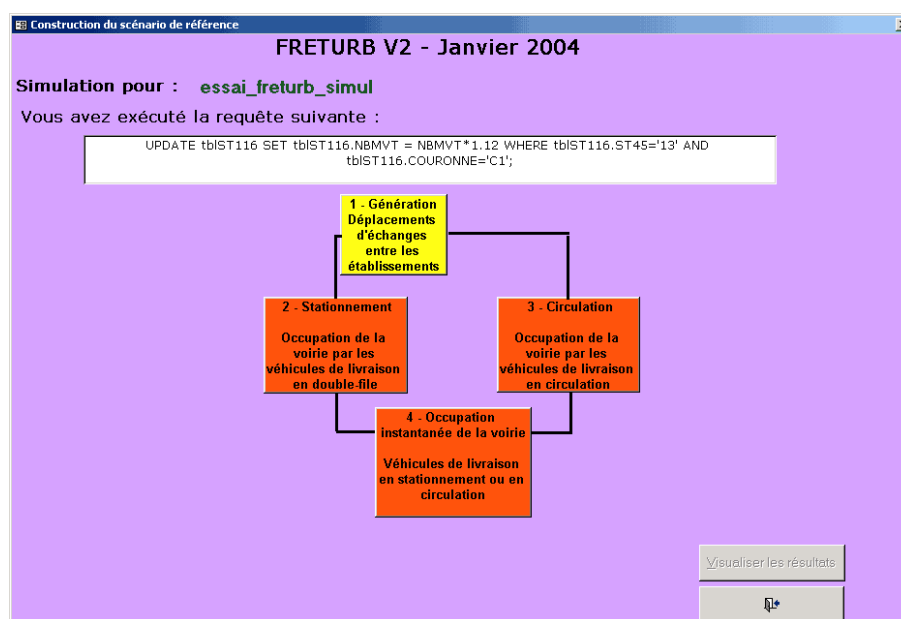 Construction du scénario de référence
FRETURB V2 - Janvier 2004
Simulation pour : essai_freturb_simul
Vous avez exécuté la requête suivante :
UPDATE tblST116 SET tblST116.NBMVT = NBMVT*1.12 WHERE tblST116.ST45='13' AND
tblST116.COURONNE='C1';
1 - Génération
Déplacements
d'échanges
entre les
établissements
2 - Stationnement
Occupation de la
voirie par les
véhicules de livraison
en double-file
3 - Circulation
Occupation de la
voirie par les
véhicules de livraison
en circulation
4 - Occupation
instantanée de la voirie
Véhicules de livraison
en stationnement ou en
circulation
Visualiser les résultats